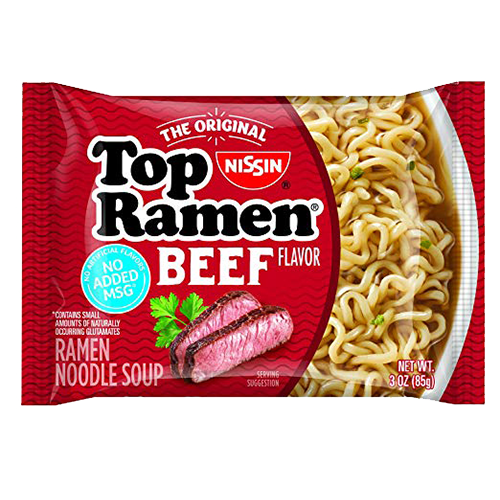 THE ORIGINAL
NISSIN
Top
Ramen®
BEEF FLAVOR
NO ARTIFICIAL FLAVORS
NO
ADDED
MSG*
*CONTAINS SMALL
AMOUNTS OF NATURALLY
OCCURRING GLUTAMATES
RAMEN
NOODLE SOUP
SERVING
SUGGESTION
NET WT.
3 OZ (85g)